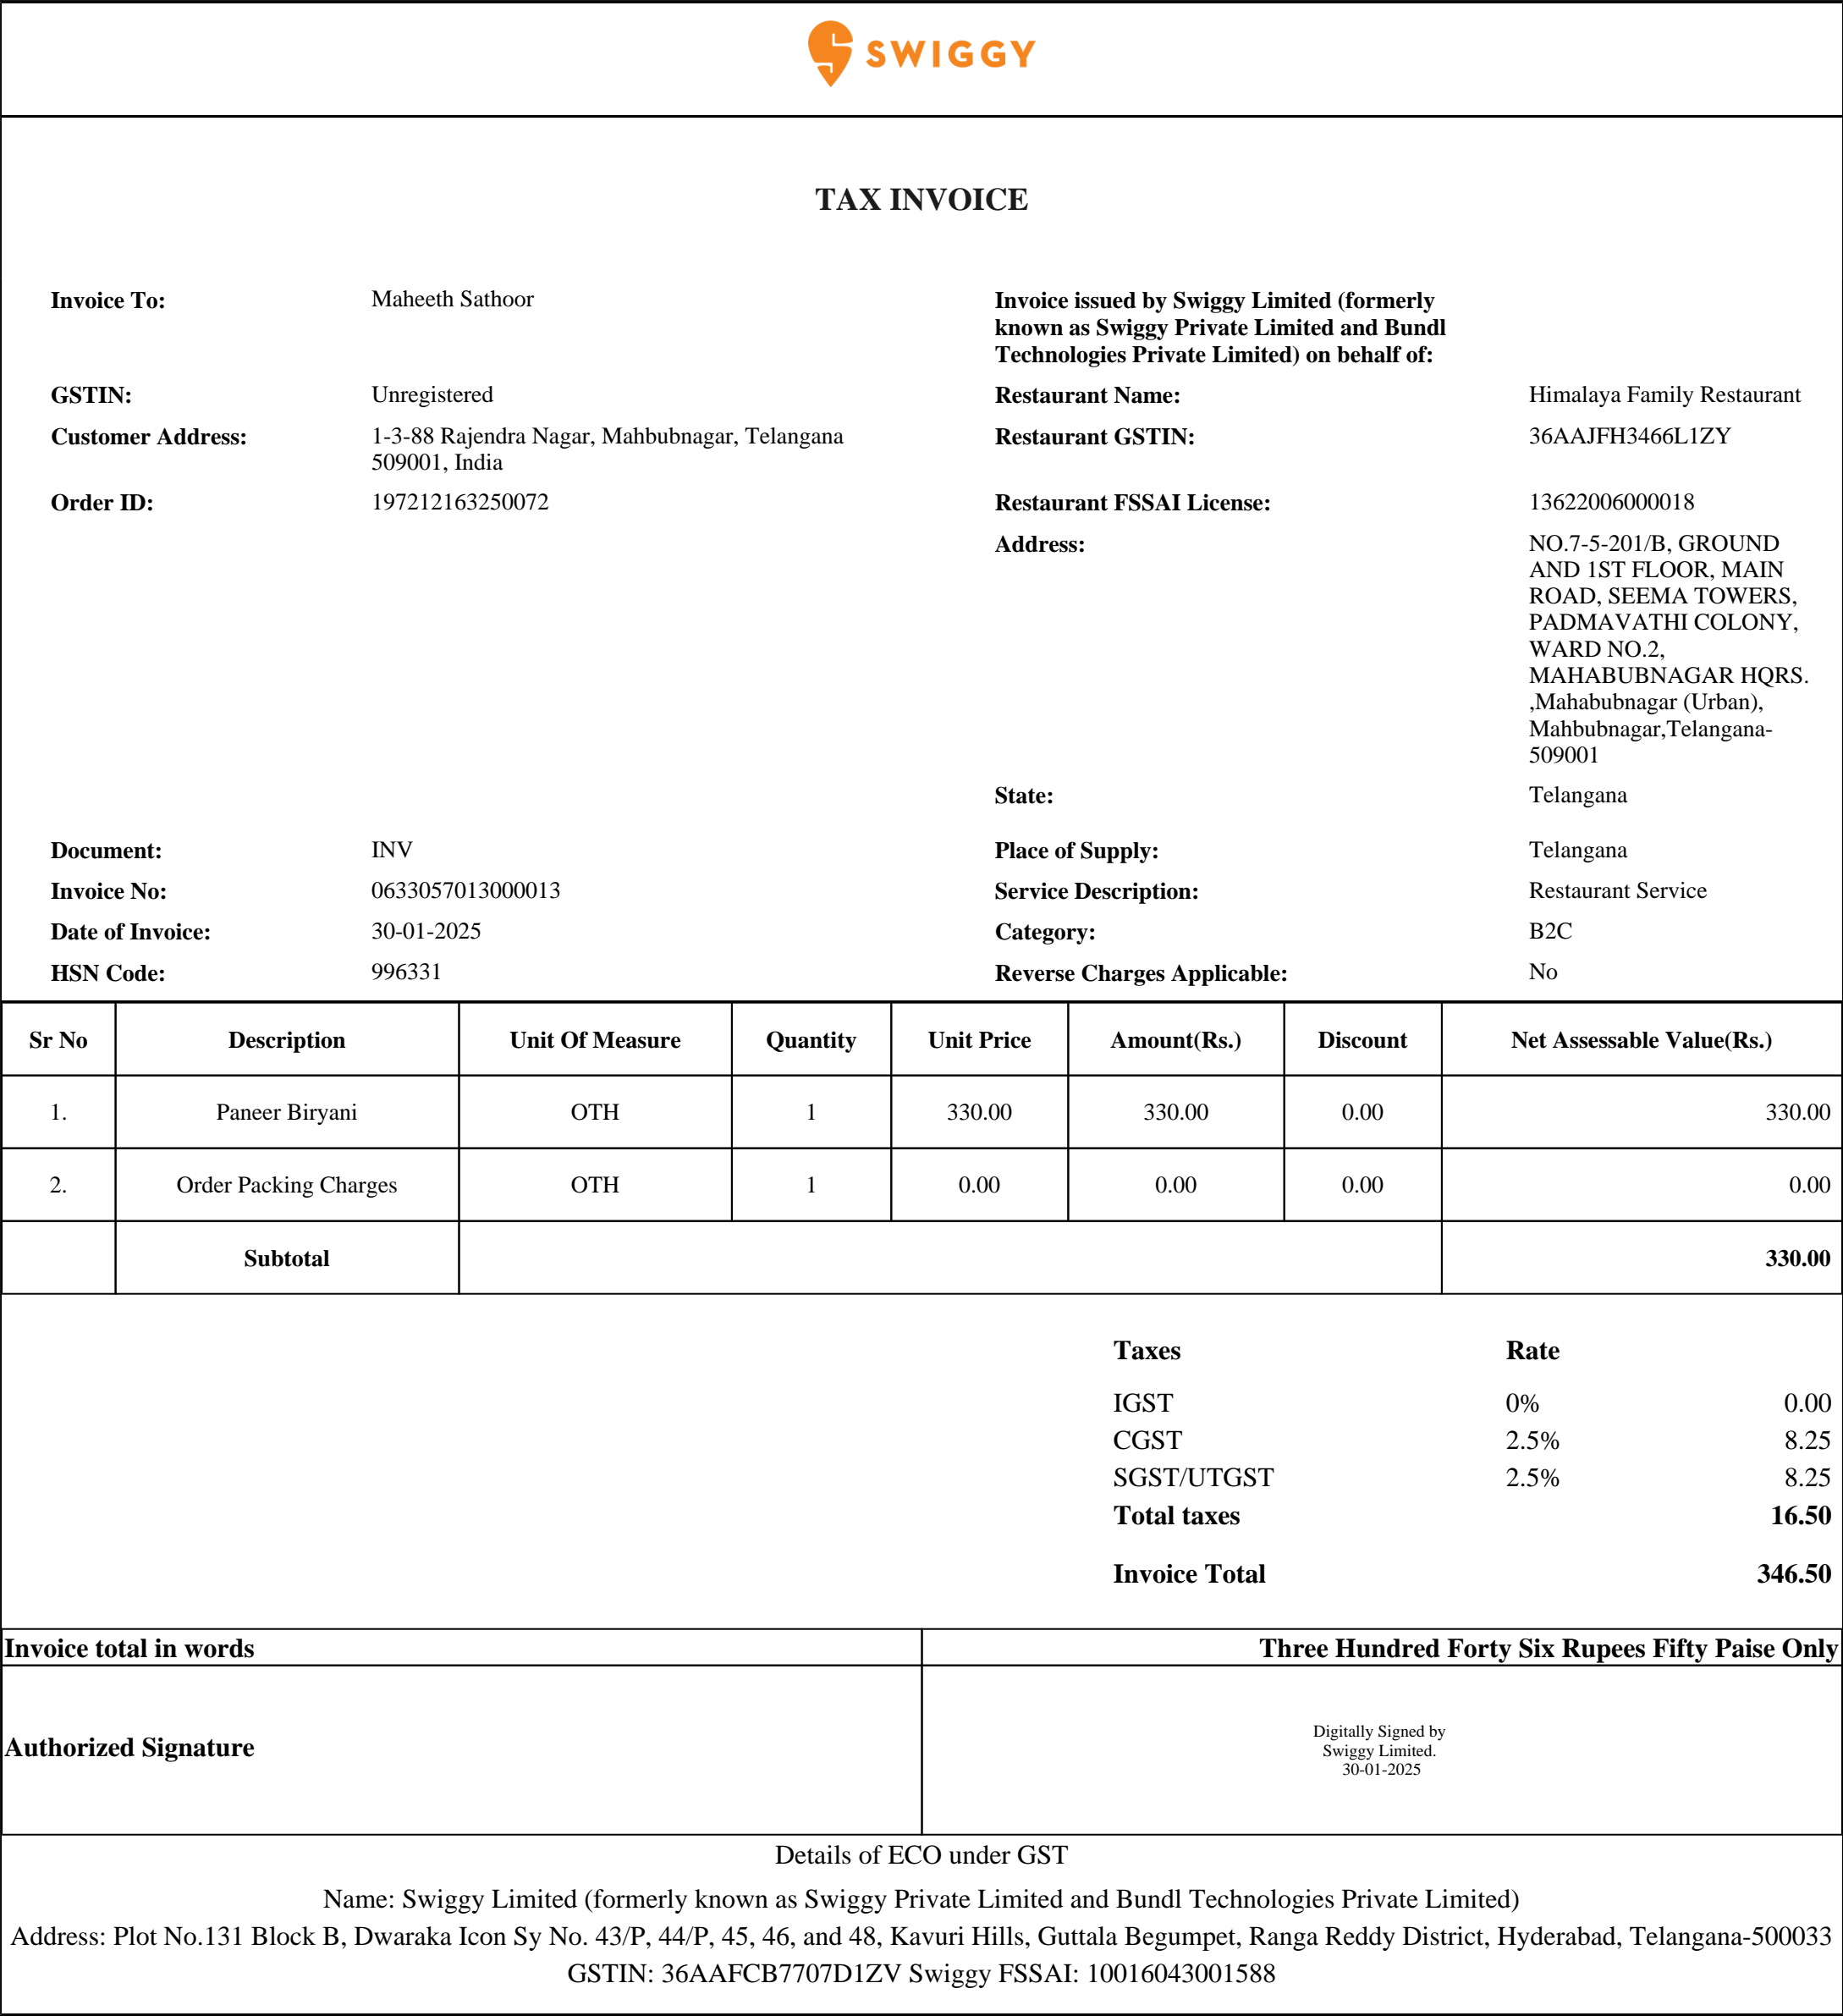 SWIGGY
TAX INVOICE
Invoice To: Maheeth Sathoor
Invoice issued by Swiggy Limited (formerly
known as Swiggy Private Limited and Bundl
Technologies Private Limited) on behalf of:
GSTIN: Unregistered
Restaurant Name: Himalaya Family Restaurant
Customer Address: 1-3-88 Rajendra Nagar, Mahbubnagar, Telangana
509001, India
Restaurant GSTIN: 36AAJFH3466L1ZY
Order ID: 197212163250072
Restaurant FSSAI License: 13622006000018
Address: NO.7-5-201/B, GROUND
AND 1ST FLOOR, MAIN
ROAD, SEEMA TOWERS,
PADMAVATHI COLONY,
WARD NO.2,
MAHABUBNAGAR HQRS.
,Mahabubnagar (Urban),
Mahbubnagar,Telangana-
509001
State: Telangana
Document: INV
Place of Supply: Telangana
Invoice No: 0633057013000013
Service Description: Restaurant Service
Date of Invoice: 30-01-2025
Category: B2C
HSN Code: 996331
Reverse Charges Applicable: No
Sr No Description Unit Of Measure Quantity Unit Price Amount(Rs.) Discount Net Assessable Value(Rs.)
1. Paneer Biryani OTH 1 330.00 330.00 0.00 330.00
2. Order Packing Charges OTH 1 0.00 0.00 0.00 0.00
Subtotal 330.00
Taxes Rate
IGST 0% 0.00
CGST 2.5% 8.25
SGST/UTGST 2.5% 8.25
Total taxes 16.50
Invoice Total 346.50
Invoice total in words Three Hundred Forty Six Rupees Fifty Paise Only
Authorized Signature
Digitally Signed by
Swiggy Limited.
30-01-2025
Details of ECO under GST
Name: Swiggy Limited (formerly known as Swiggy Private Limited and Bundl Technologies Private Limited)
Address: Plot No.131 Block B, Dwaraka Icon Sy No. 43/P, 44/P, 45, 46, and 48, Kavuri Hills, Guttala Begumpet, Ranga Reddy District, Hyderabad, Telangana-500033
GSTIN: 36AAFCB7707D1ZV Swiggy FSSAI: 10016043001588